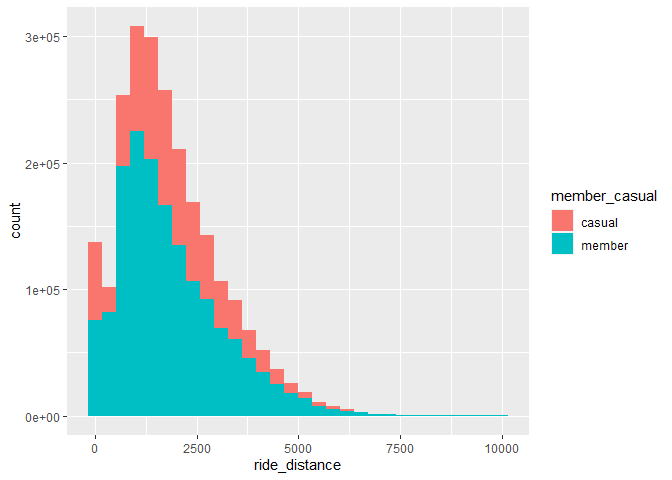 3e+05
2e+05
1e+05
0e+00
count
0
2500
5000
7500
10000
ride_distance
member_casual
casual
member